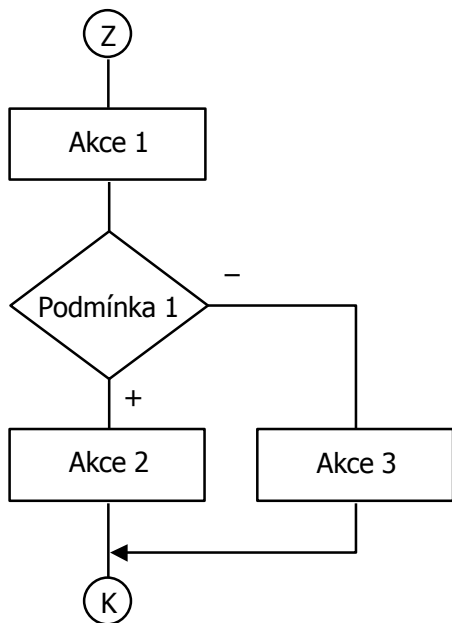 Z
Akce 1
–
Podmínka 1
+
Akce 2
Akce 3
K